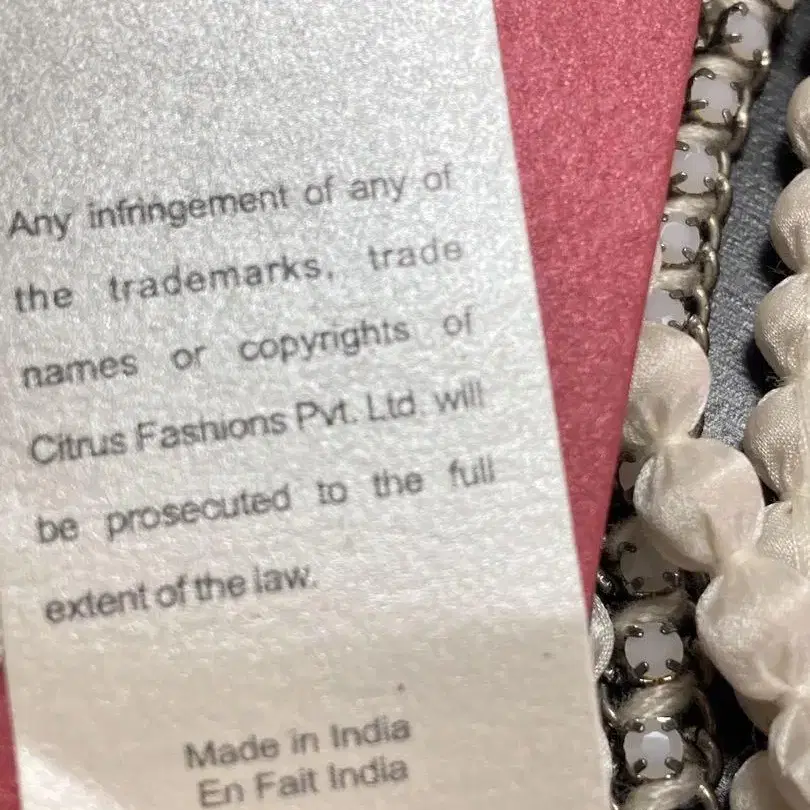 Any infringement of any of
the trademarks, trade
names or copyrights of
Citrus Fashions Pvt. Ltd. will
be prosecuted to the full
extent of the law.
Made in India
En Fait India